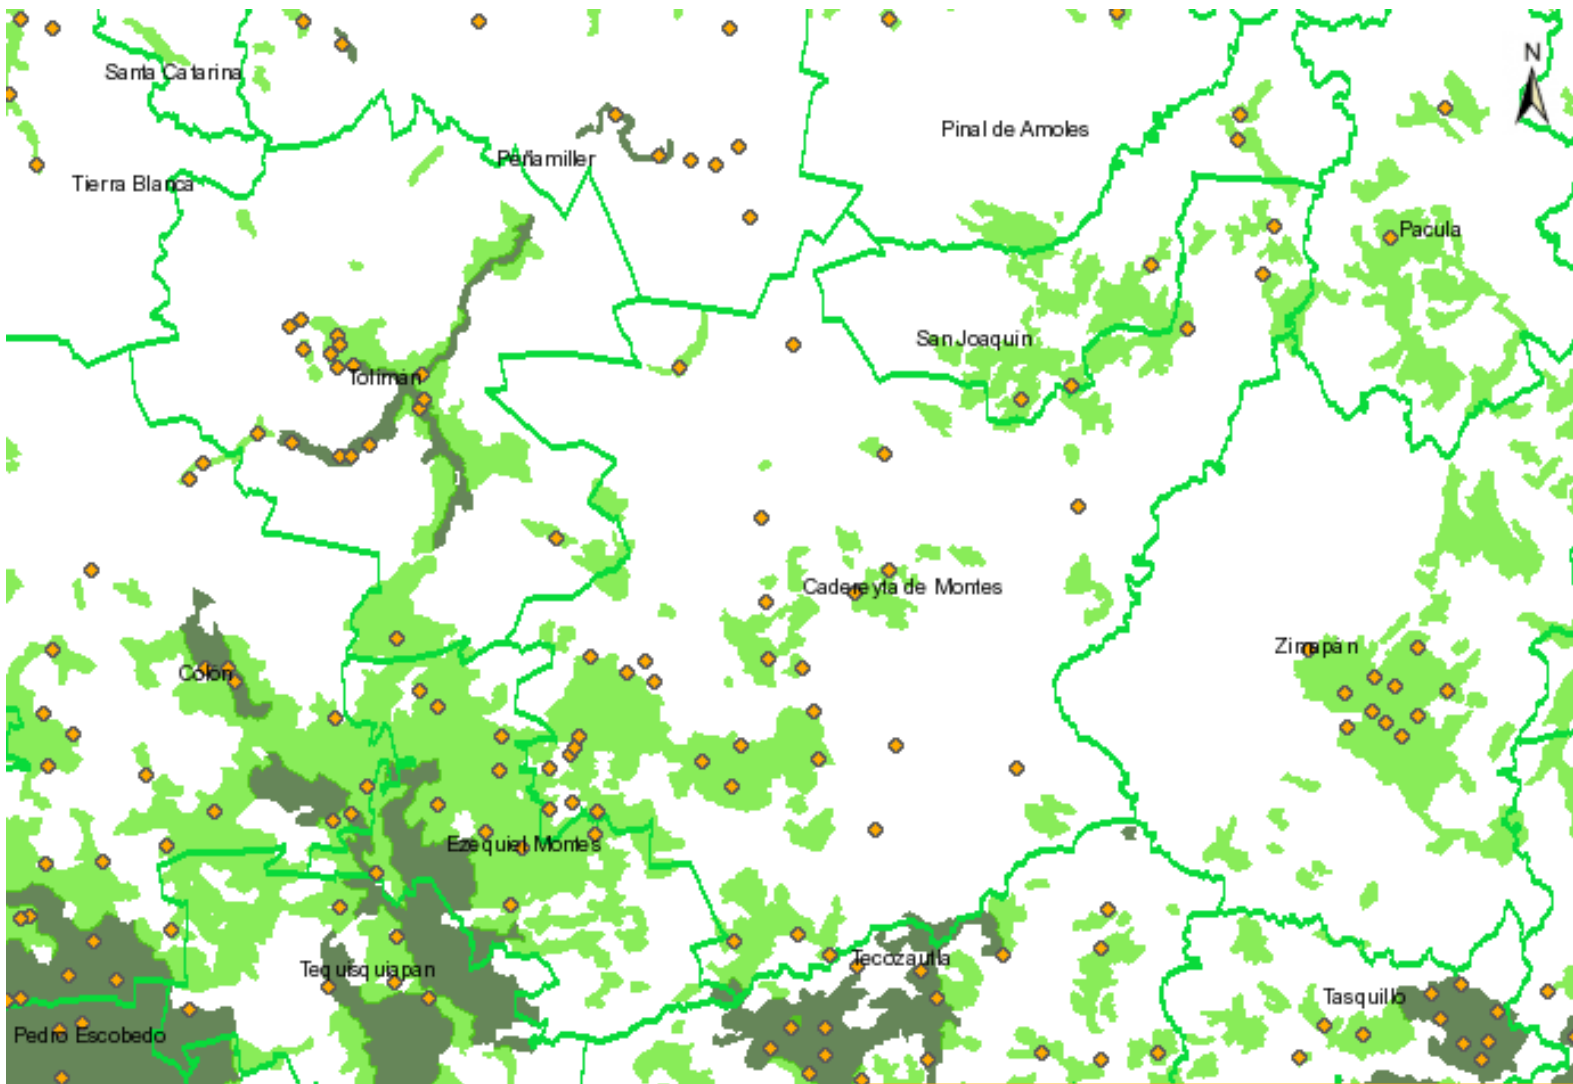 N
Santa Catarina
Pinal de Amoles
Peñamiller
Tierra Blanca
Pacula
San Joaquin
Tolimán
Cadereyta de Montes
Zimapán
Colón
Ezequiel Montes
Tecozautla
Tequisquiapan
Tasquillo
Pedro Escobedo